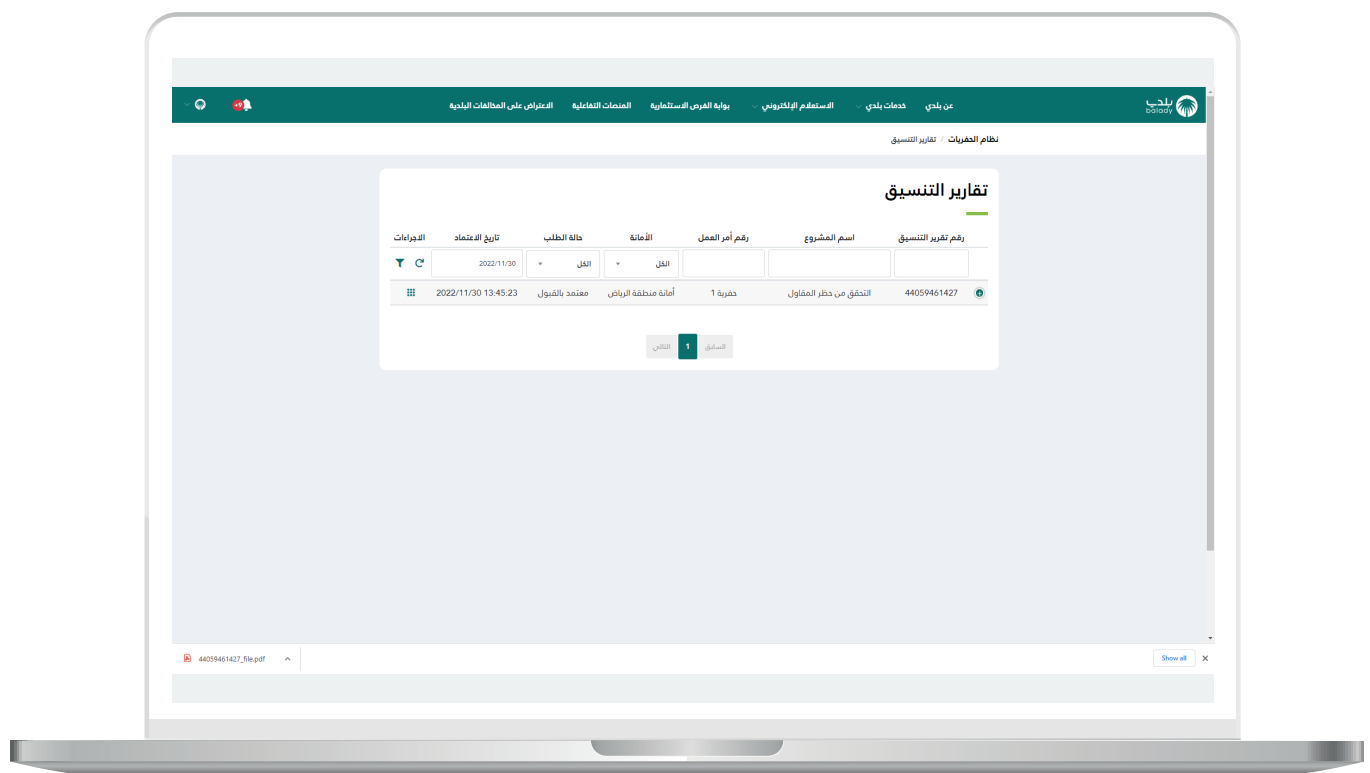 بلدي
balady
عن بلدي خدمات بلدي الاستعلام الإلكتروني بوابة الفرص الاستثمارية المنصات التفاعلية الاعتراض على المخالفات البلدية
+9
نظام الحفريات / تقارير التنسيق
تقارير التنسيق
رقم تقرير التنسيق اسم المشروع رقم أمر العمل الأمانة حالة الطلب تاريخ الاعتماد الاجراءات
الكل الكل 2022/11/30
44059461427 التحقق من حظر المقاول حفرية 1 أمانة منطقة الرياض معتمد بالقبول 2022/11/30 13:45:23
السابق 1 التالي
44059461427_file.pdf Show all